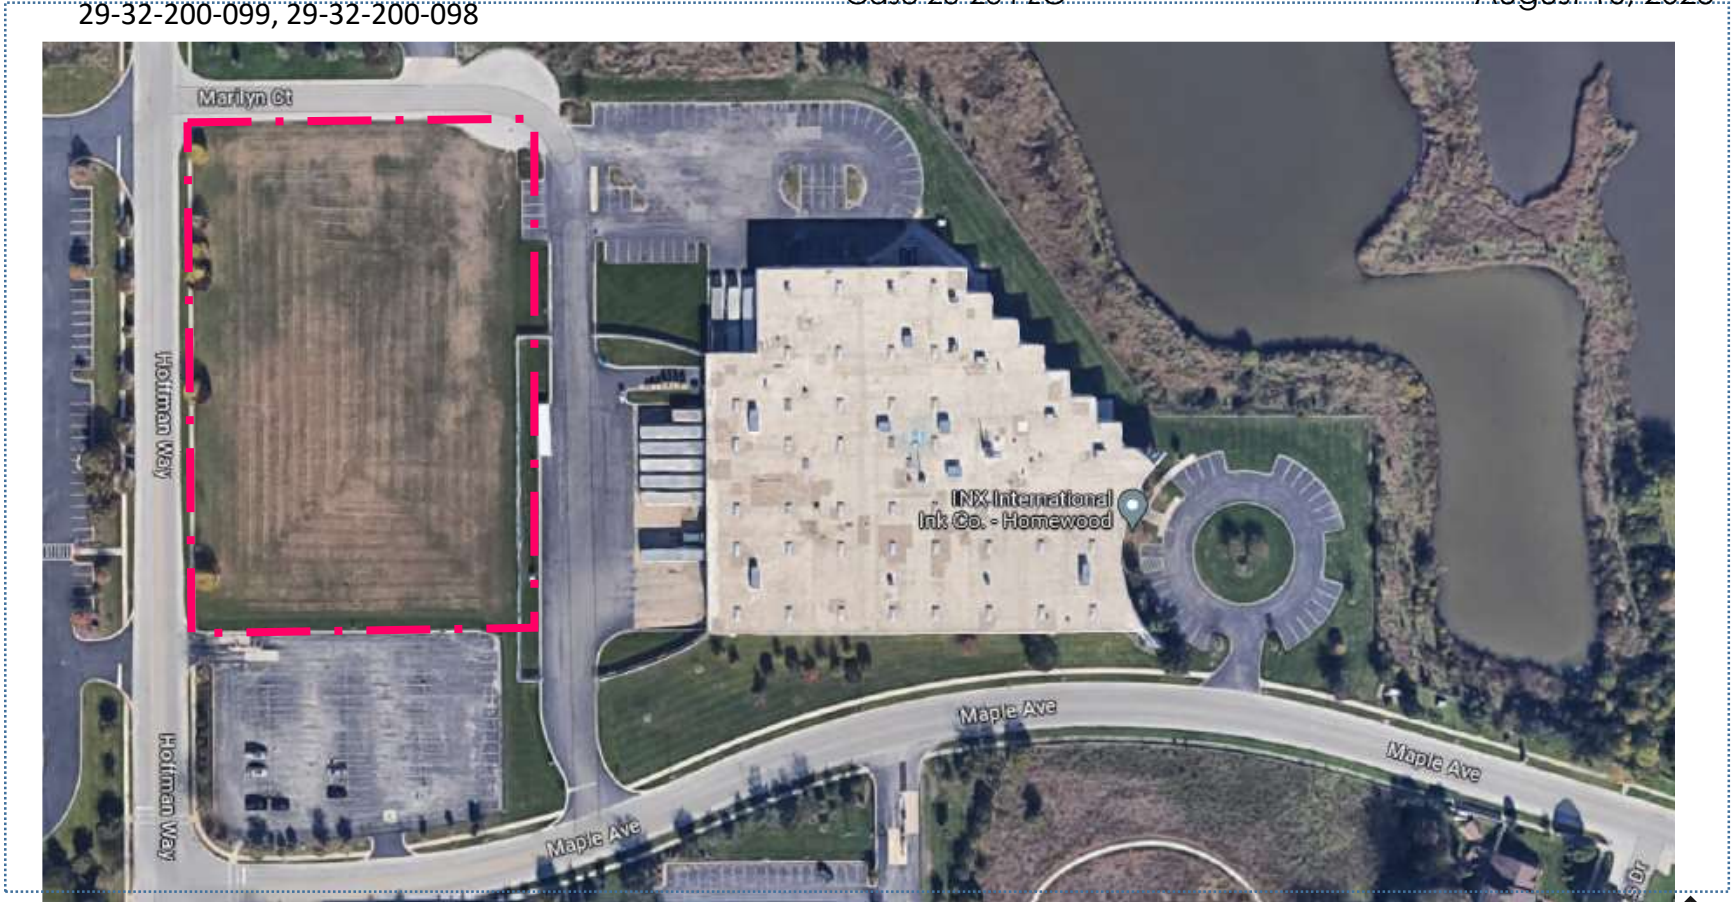 29-32-200-099, 29-32-200-098
Marilyn Ct
Hoffman Way
INX International
Ink Co. - Homewood
Maple Ave
Maple Ave
Hoffman Way
Maple Ave
Dr